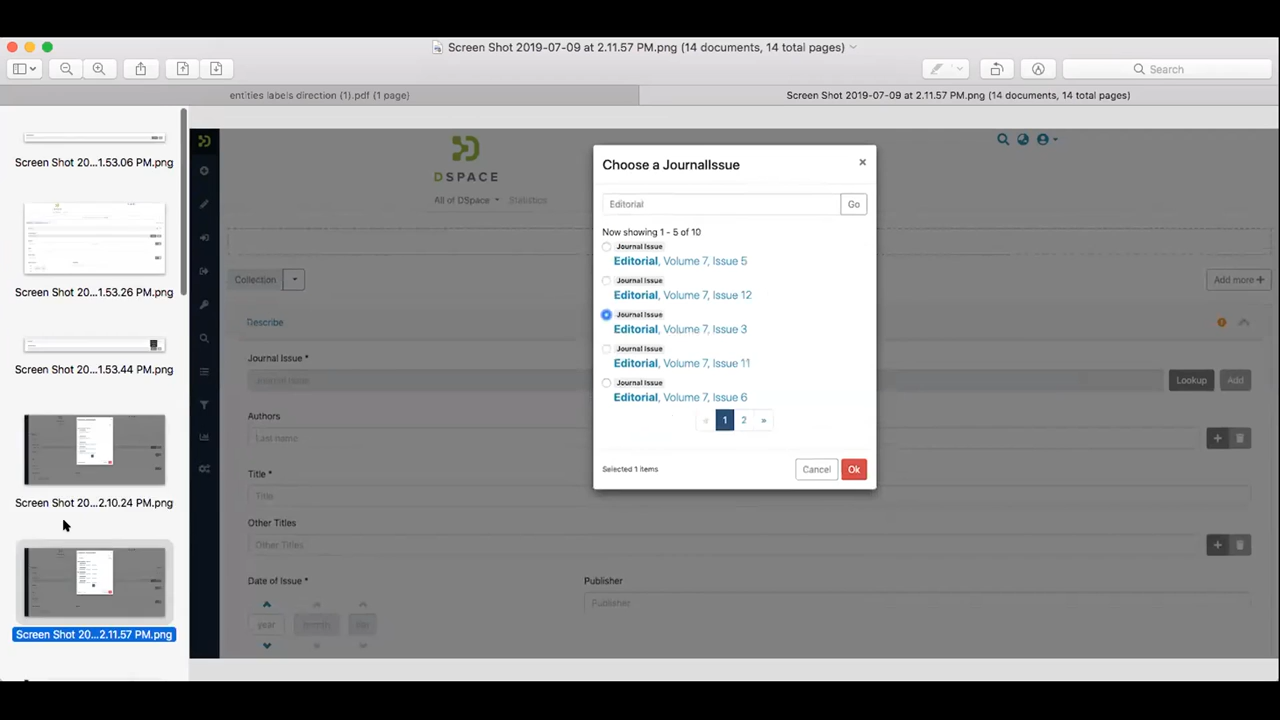 Screen Shot 2019-07-09 at 2.11.57 PM.png (14 documents, 14 total pages)
Search
entities labels direction (1).pdf (1 page)
Screen Shot 2019-07-09 at 2.11.57 PM.png (14 documents, 14 total pages)
Screen Shot 20...1.53.06 PM.png
Screen Shot 20...1.53.26 PM.png
Screen Shot 20...1.53.44 PM.png
Screen Shot 20...2.10.24 PM.png
Screen Shot 20...2.11.57 PM.png
DSPACE
All of DSpace
Statistics
Collection
Add more +
Describe
Journal Issue *
Journal Issue
Lookup
Add
Authors
Last name
Title *
Title
Other Titles
Other Titles
Date of Issue *
Publisher
year
Publisher
Choose a JournalIssue
×
Editorial
Go
Now showing 1 - 5 of 10
Journal Issue
Editorial, Volume 7, Issue 5
Journal Issue
Editorial, Volume 7, Issue 12
Journal Issue
Editorial, Volume 7, Issue 3
Journal Issue
Editorial, Volume 7, Issue 11
Journal Issue
Editorial, Volume 7, Issue 6
« 1 2 »
Selected 1 items
Cancel
Ok